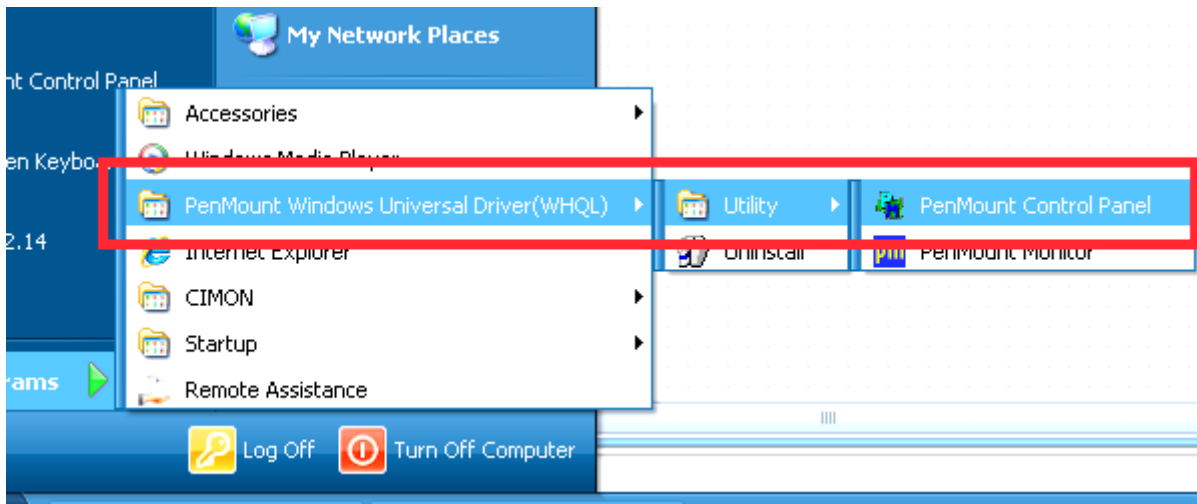 My Network Places
nt Control Panel
Accessories
en Keyboa
Windows Media Player
PenMount Windows Universal Driver(WHQL)
Utility
PenMount Control Panel
2.14
Internet Explorer
Uninstall
PenMount Monitor
CIMON
Startup
rams
Remote Assistance
Log Off
Turn Off Computer